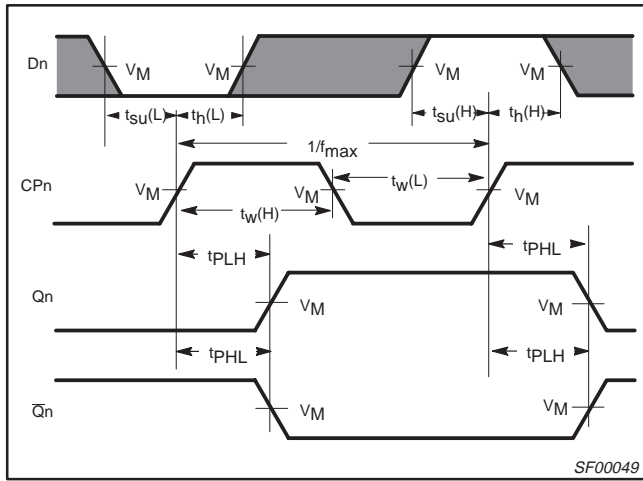 Dn
VM VM VM VM
tsu(L) th(L) tsu(H) th(H)
1/fmax
CPn
VM VM tw(L) VM
tw(H)
tPLH tPHL
Qn
VM VM
tPHL tPLH
Q̅n
VM VM
SF00049